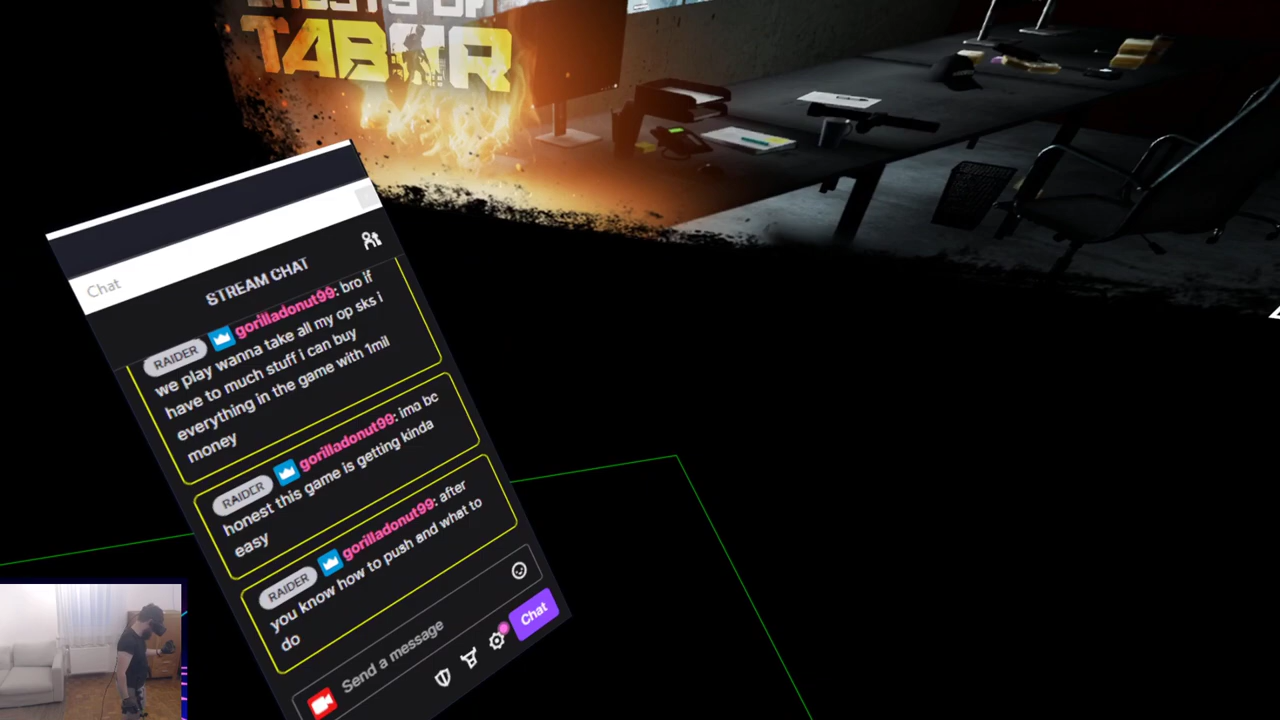 TABOR
Chat
STREAM CHAT
RAIDER gorilladonut99: bro if
we play wanna take all my op sks i
have to much stuff i can buy
everything in the game with 1mil
money
RAIDER gorilladonut99: imo bc
honest this game is getting kinda
easy
RAIDER gorilladonut99: after
you know how to push and what to
do
Send a message
Chat